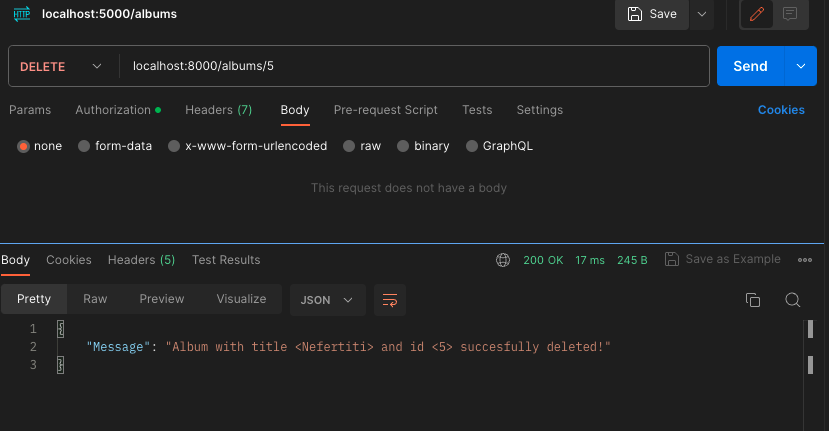 HTTP localhost:5000/albums Save
DELETE localhost:8000/albums/5 Send
Params Authorization Headers (7) Body Pre-request Script Tests Settings Cookies
none form-data x-www-form-urlencoded raw binary GraphQL
This request does not have a body
Body Cookies Headers (5) Test Results 200 OK 17 ms 245 B Save as Example
Pretty Raw Preview Visualize JSON
1 {
2 "Message": "Album with title <Nefertiti> and id <5> succesfully deleted!"
3 }